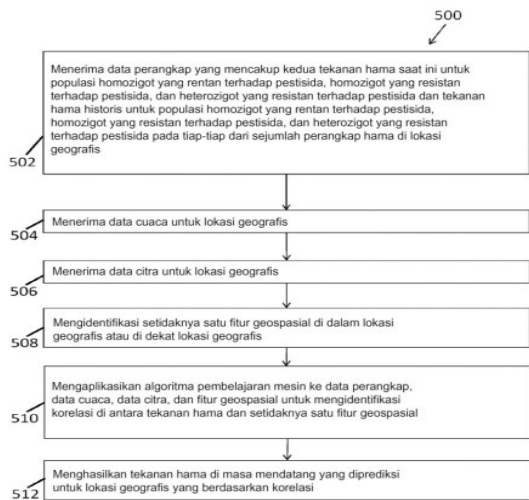 500
Menerima data perangkap yang mencakup kedua tekanan hama saat ini untuk
populasi homozigot yang rentan terhadap pestisida, homozigot yang resistan
terhadap pestisida, dan heterozigot yang resistan terhadap pestisida dan tekanan
hama historis untuk populasi homozigot yang rentan terhadap pestisida,
homozigot yang resistan terhadap pestisida, dan heterozigot yang resistan
terhadap pestisida pada tiap-tiap dari sejumlah perangkap hama di lokasi
geografis
502
Menerima data cuaca untuk lokasi geografis
504
Menerima data citra untuk lokasi geografis
506
Mengidentifikasi setidaknya satu fitur geospasial di dalam lokasi
geografis atau di dekat lokasi geografis
508
Mengaplikasikan algoritma pembelajaran mesin ke data perangkap,
data cuaca, data citra, dan fitur geospasial untuk mengidentifikasi
korelasi di antara tekanan hama dan setidaknya satu fitur geospasial
510
Menghasilkan tekanan hama di masa mendatang yang diprediksi
untuk lokasi geografis yang berdasarkan korelasi
512